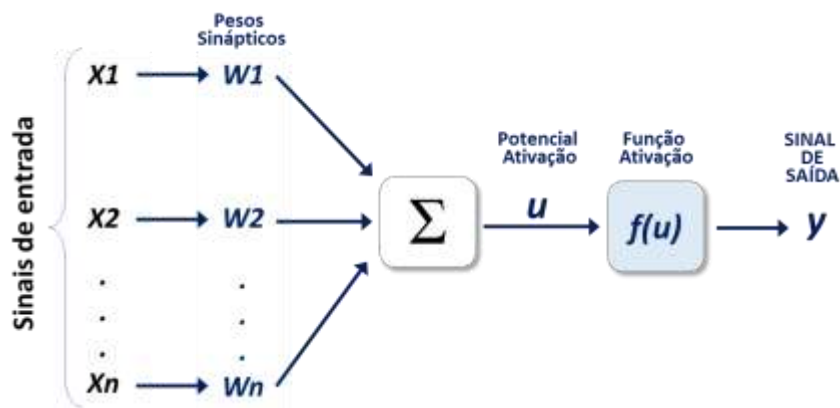 Pesos
Sinápticos
Sinais de entrada
X1 W1
X2 W2
. .
. .
. .
Xn Wn
Σ
Potencial
Ativação
u
Função
Ativação
f(u)
SINAL
DE
SAÍDA
y